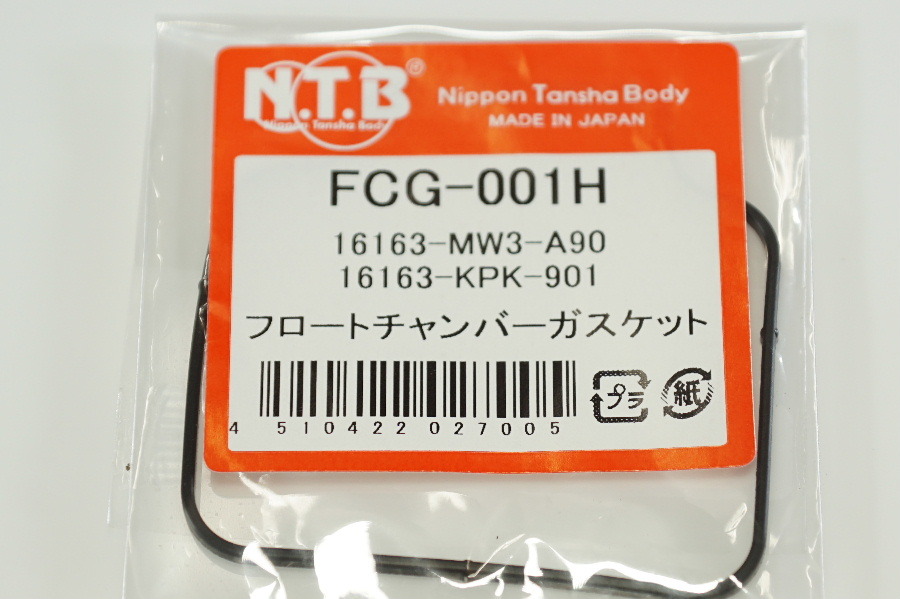 N.T.B®
Nippon Tansha Body
Nippon Tansha Body
MADE IN JAPAN
FCG-001H
16163-MW3-A90
16163-KPK-901
フロートチャンバーガスケット
4 510422 027005
プラ
紙